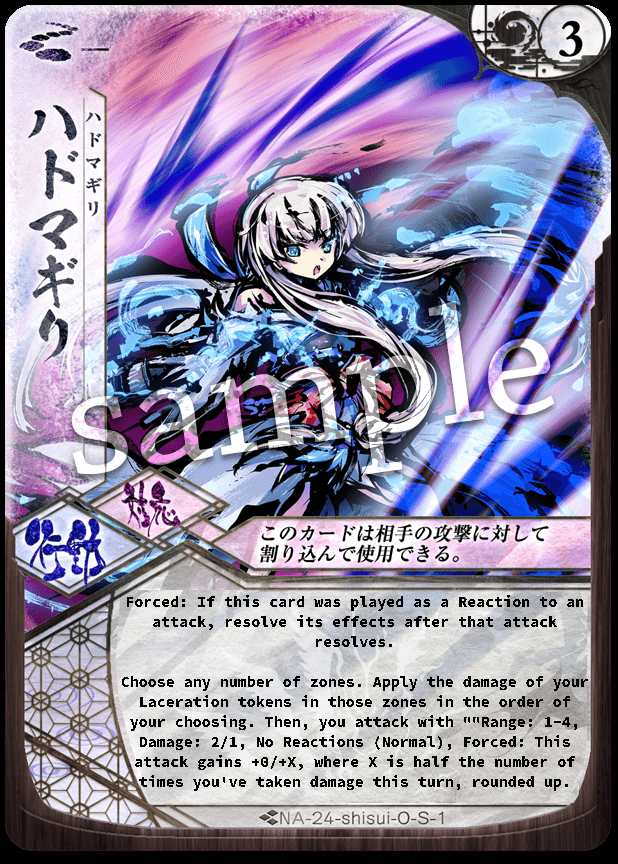 3
ハドマギリ
ハドマギリ
sample
対応
行動
このカードは相手の攻撃に対して
割り込んで使用できる。
Forced: If this card was played as a Reaction to an
attack, resolve its effects after that attack
resolves.
Choose any number of zones. Apply the damage of your
Laceration tokens in those zones in the order of
your choosing. Then, you attack with ""Range: 1-4,
Damage: 2/1, No Reactions (Normal), Forced: This
attack gains +0/+X, where X is half the number of
times you've taken damage this turn, rounded up.
NA-24-shisui-O-S-1